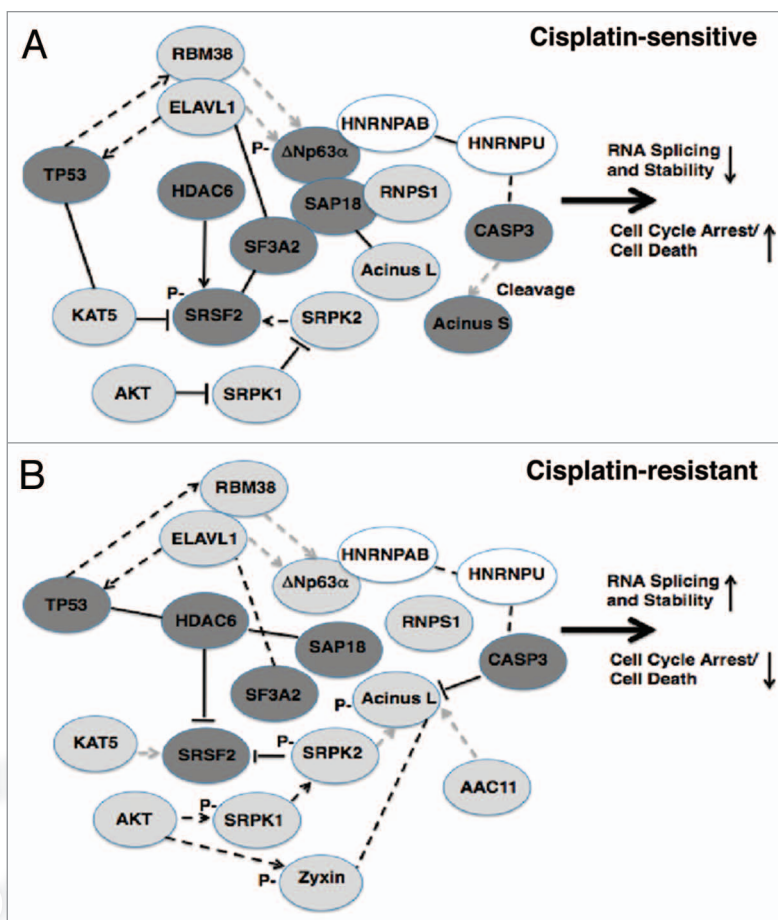 A
Cisplatin-sensitive
RBM38
ELAVL1
HNRNPAB
HNRNPU
P-
ΔNp63α
TP53
HDAC6
SAP18
RNPS1
RNA Splicing
and Stability
CASP3
SF3A2
Cell Cycle Arrest/
Cell Death
Acinus L
Cleavage
P-
KAT5
SRSF2
SRPK2
Acinus S
AKT
SRPK1
B
Cisplatin-resistant
RBM38
ELAVL1
HNRNPAB
ΔNp63α
HNRNPU
RNA Splicing
and Stability
TP53
HDAC6
RNPS1
SAP18
CASP3
Cell Cycle Arrest/
Cell Death
SF3A2
Acinus L
P-
KAT5
P-
SRSF2
SRPK2
AAC11
P-
AKT
SRPK1
Zyxin
P-